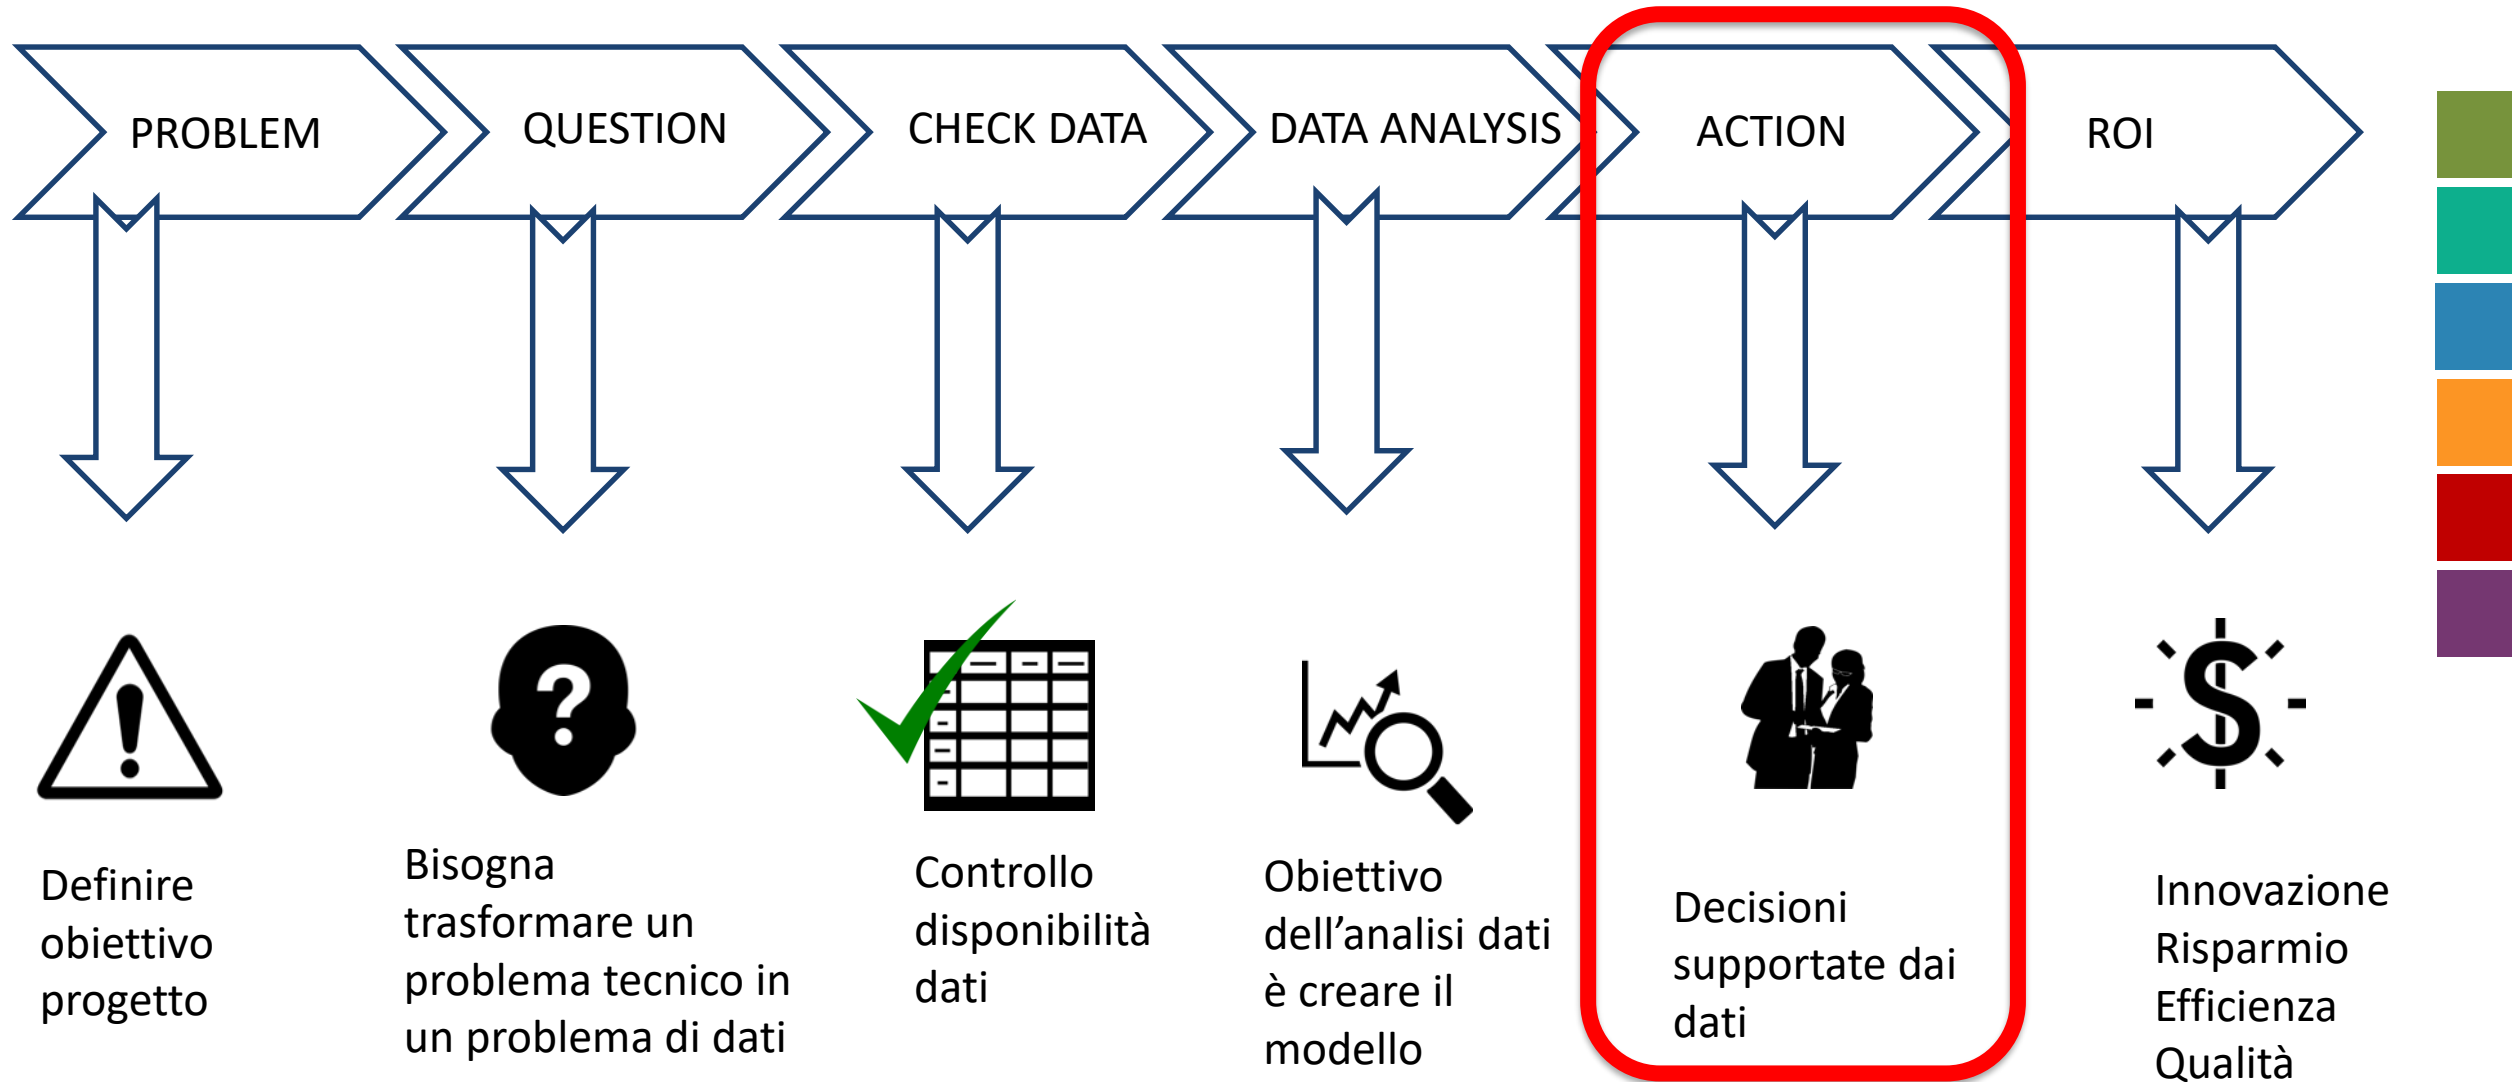 PROBLEM
QUESTION
CHECK DATA
DATA ANALYSIS
ACTION
ROI
?
$
Definire
obiettivo
progetto
Bisogna
trasformare un
problema tecnico in
un problema di dati
Controllo
disponibilità
dati
Obiettivo
dell’analisi dati
è creare il
modello
Decisioni
supportate dai
dati
Innovazione
Risparmio
Efficienza
Qualità